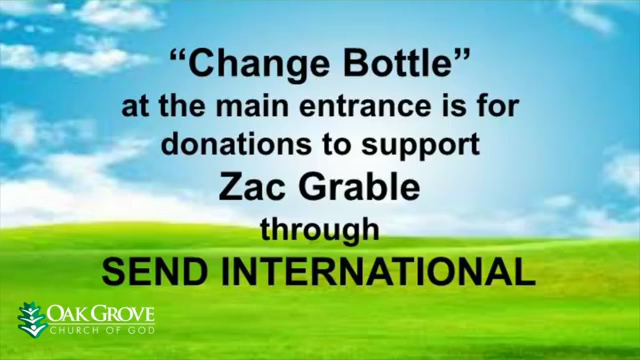 “Change Bottle”
at the main entrance is for
donations to support
Zac Grable
through
SEND INTERNATIONAL
OAK GROVE
CHURCH OF GOD